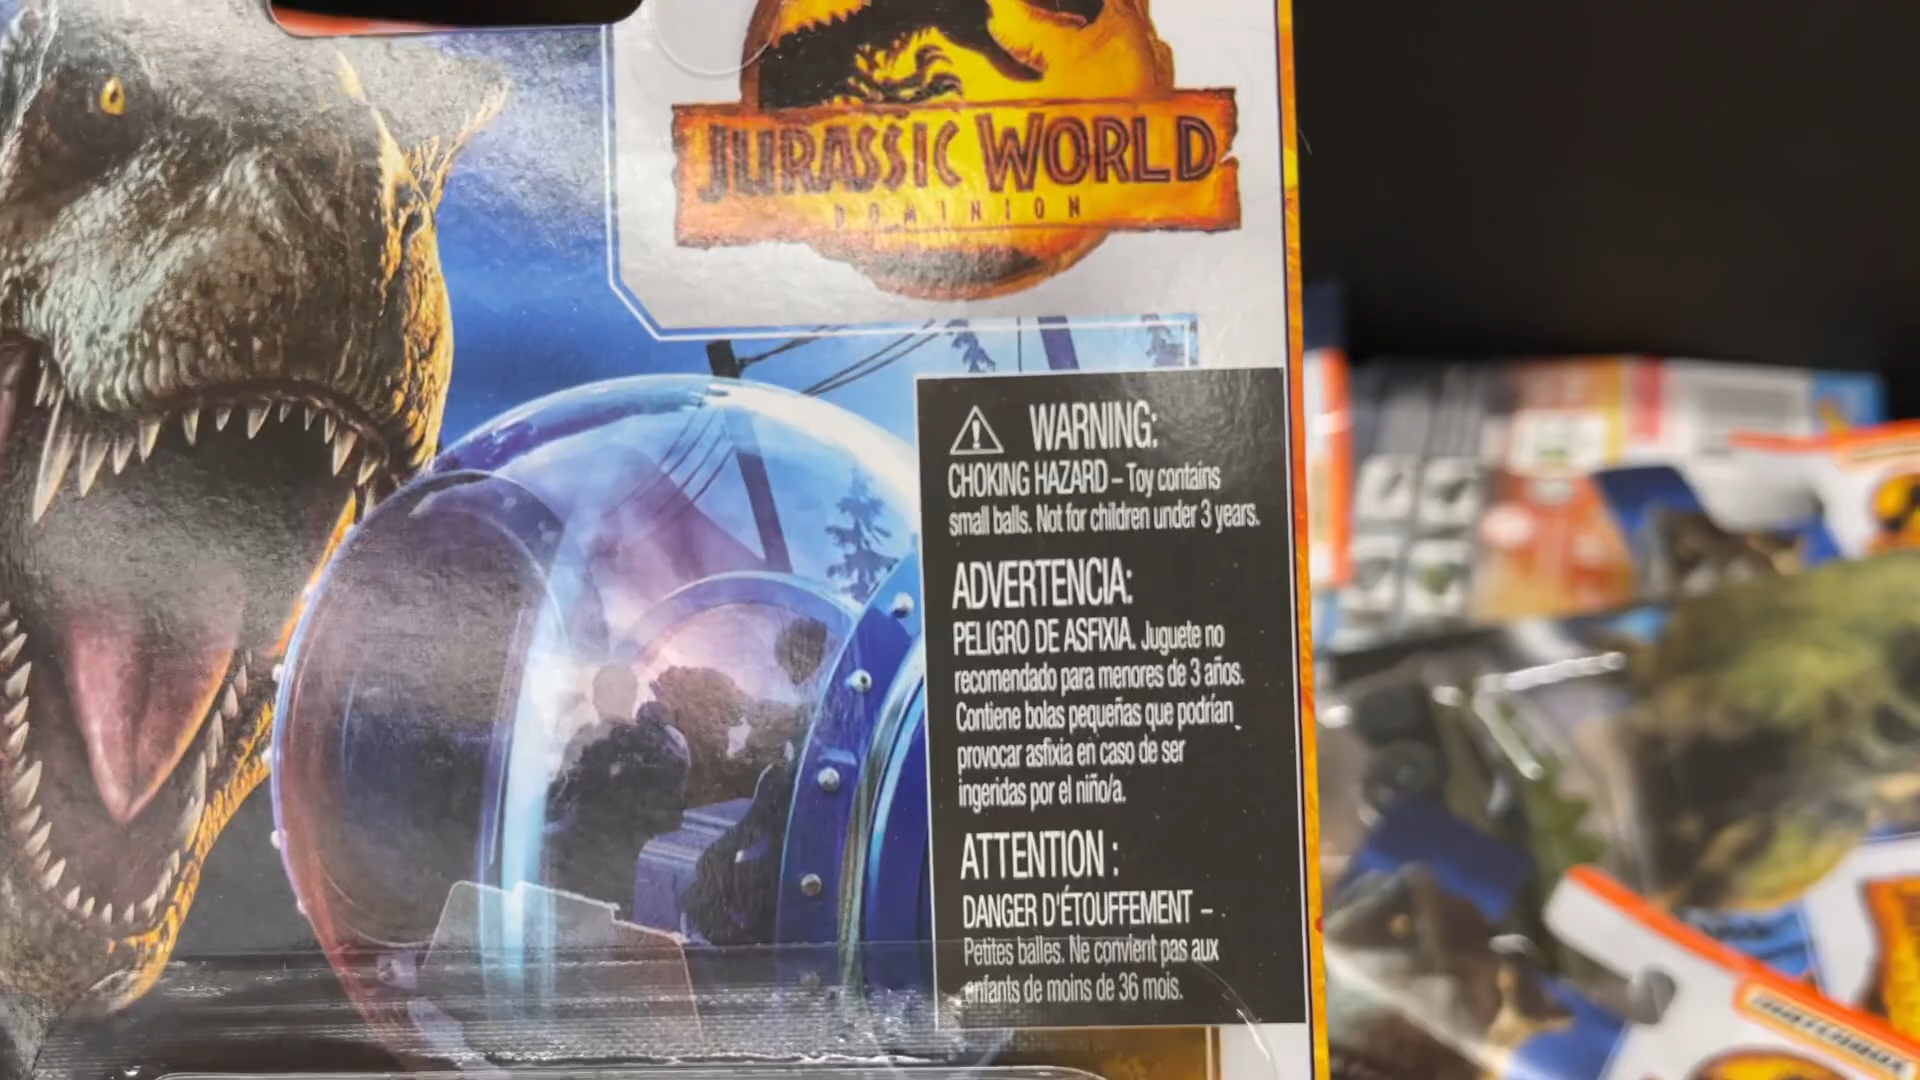 JURASSIC WORLD
DOMINION
WARNING:
CHOKING HAZARD – Toy contains
small balls. Not for children under 3 years.
ADVERTENCIA:
PELIGRO DE ASFIXIA. Juguete no
recomendado para menores de 3 años.
Contiene bolas pequeñas que podrían
provocar asfixia en caso de ser
ingeridas por el niño/a.
ATTENTION :
DANGER D'ÉTOUFFEMENT –
Petites balles. Ne convient pas aux
enfants de moins de 36 mois.
MATCHBOX